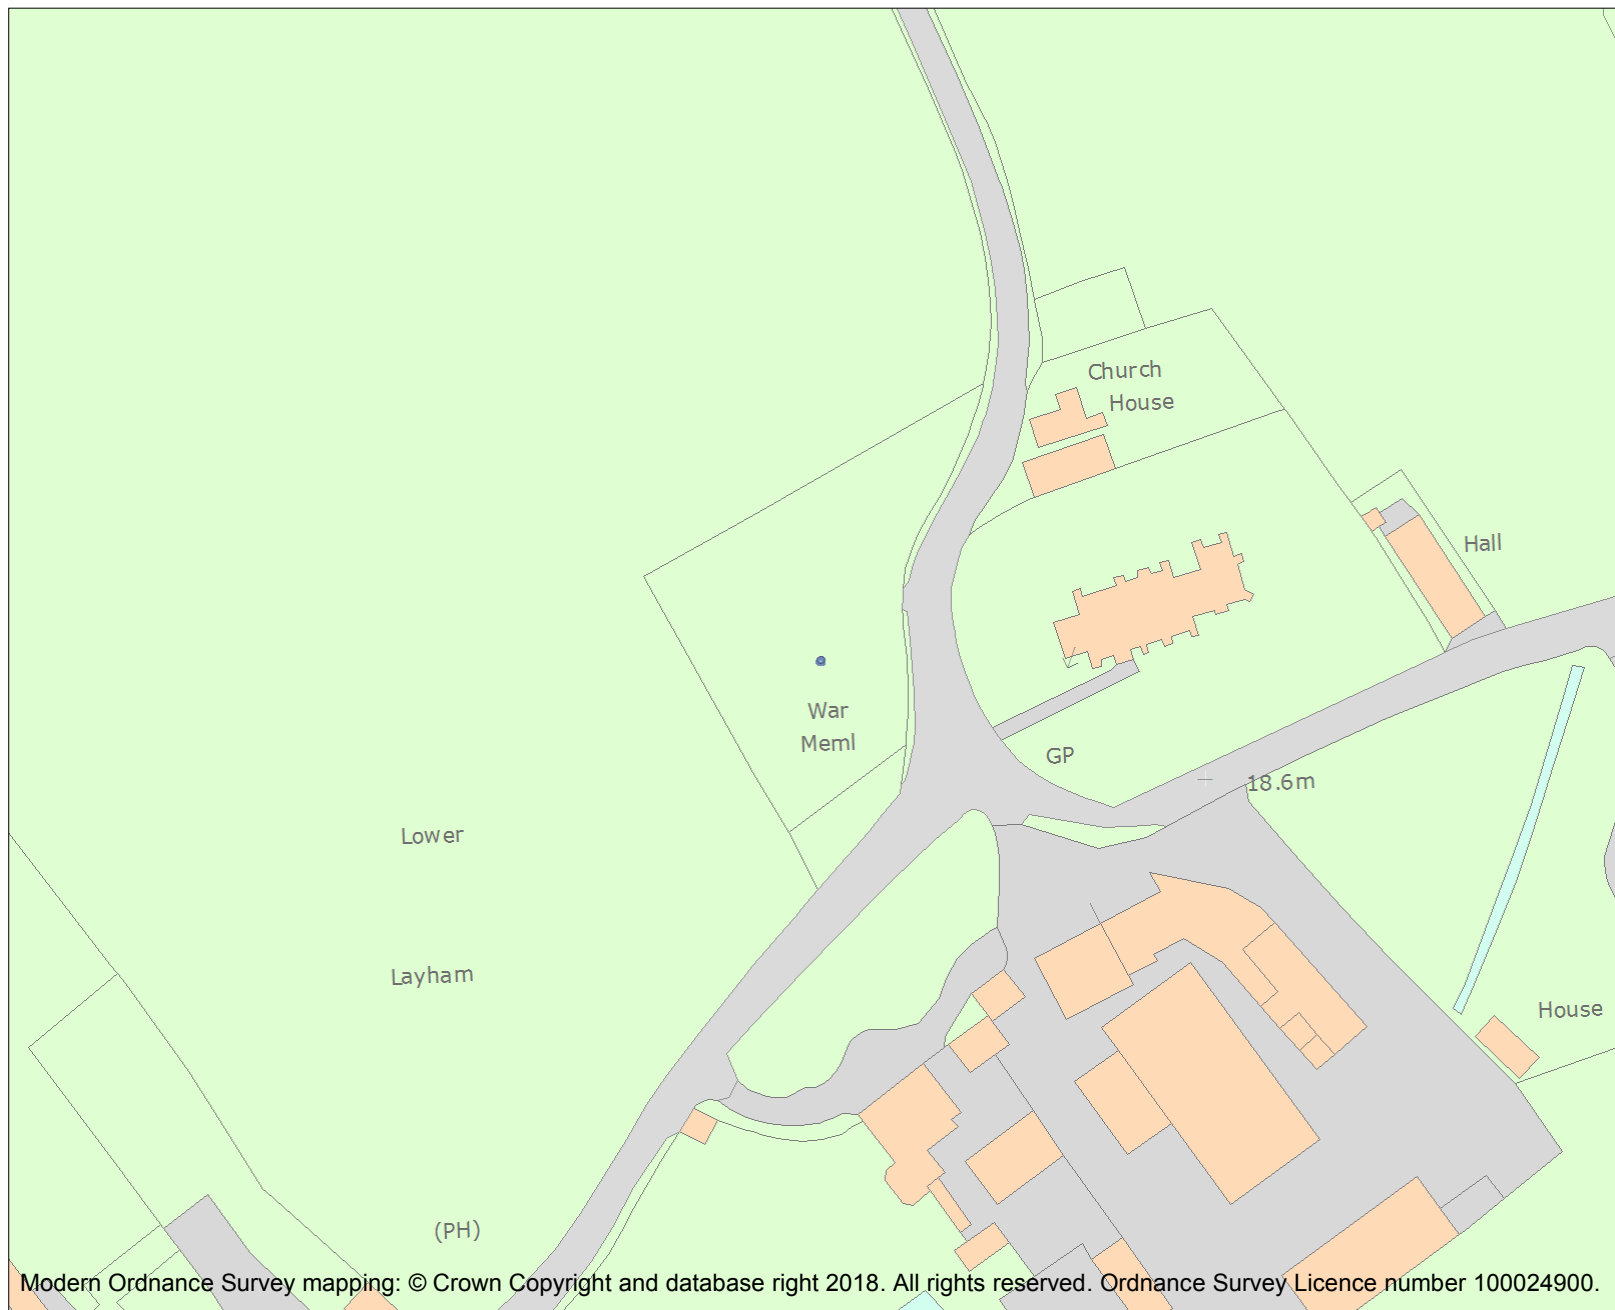 Church
House
Hall
War
Meml
GP
18.6m
Lower
Layham
House
(PH)
Modern Ordnance Survey mapping: © Crown Copyright and database right 2018. All rights reserved. Ordnance Survey Licence number 100024900.